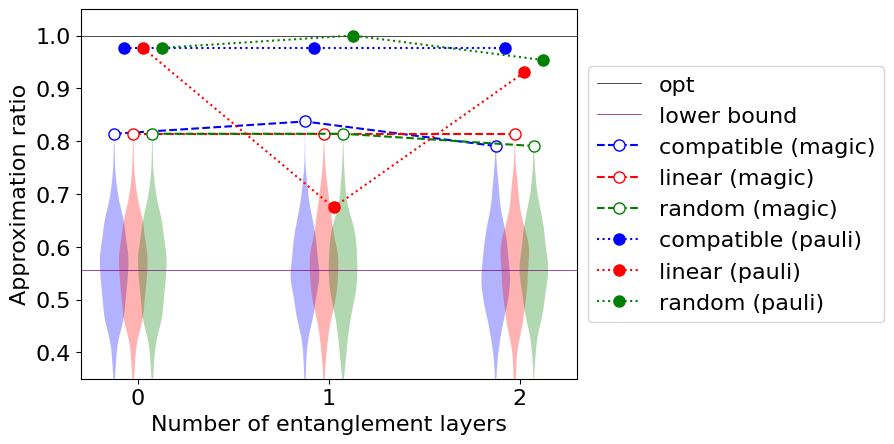 Approximation ratio
1.0
0.9
0.8
0.7
0.6
0.5
0.4
0
1
2
Number of entanglement layers
opt
lower bound
compatible (magic)
linear (magic)
random (magic)
compatible (pauli)
linear (pauli)
random (pauli)